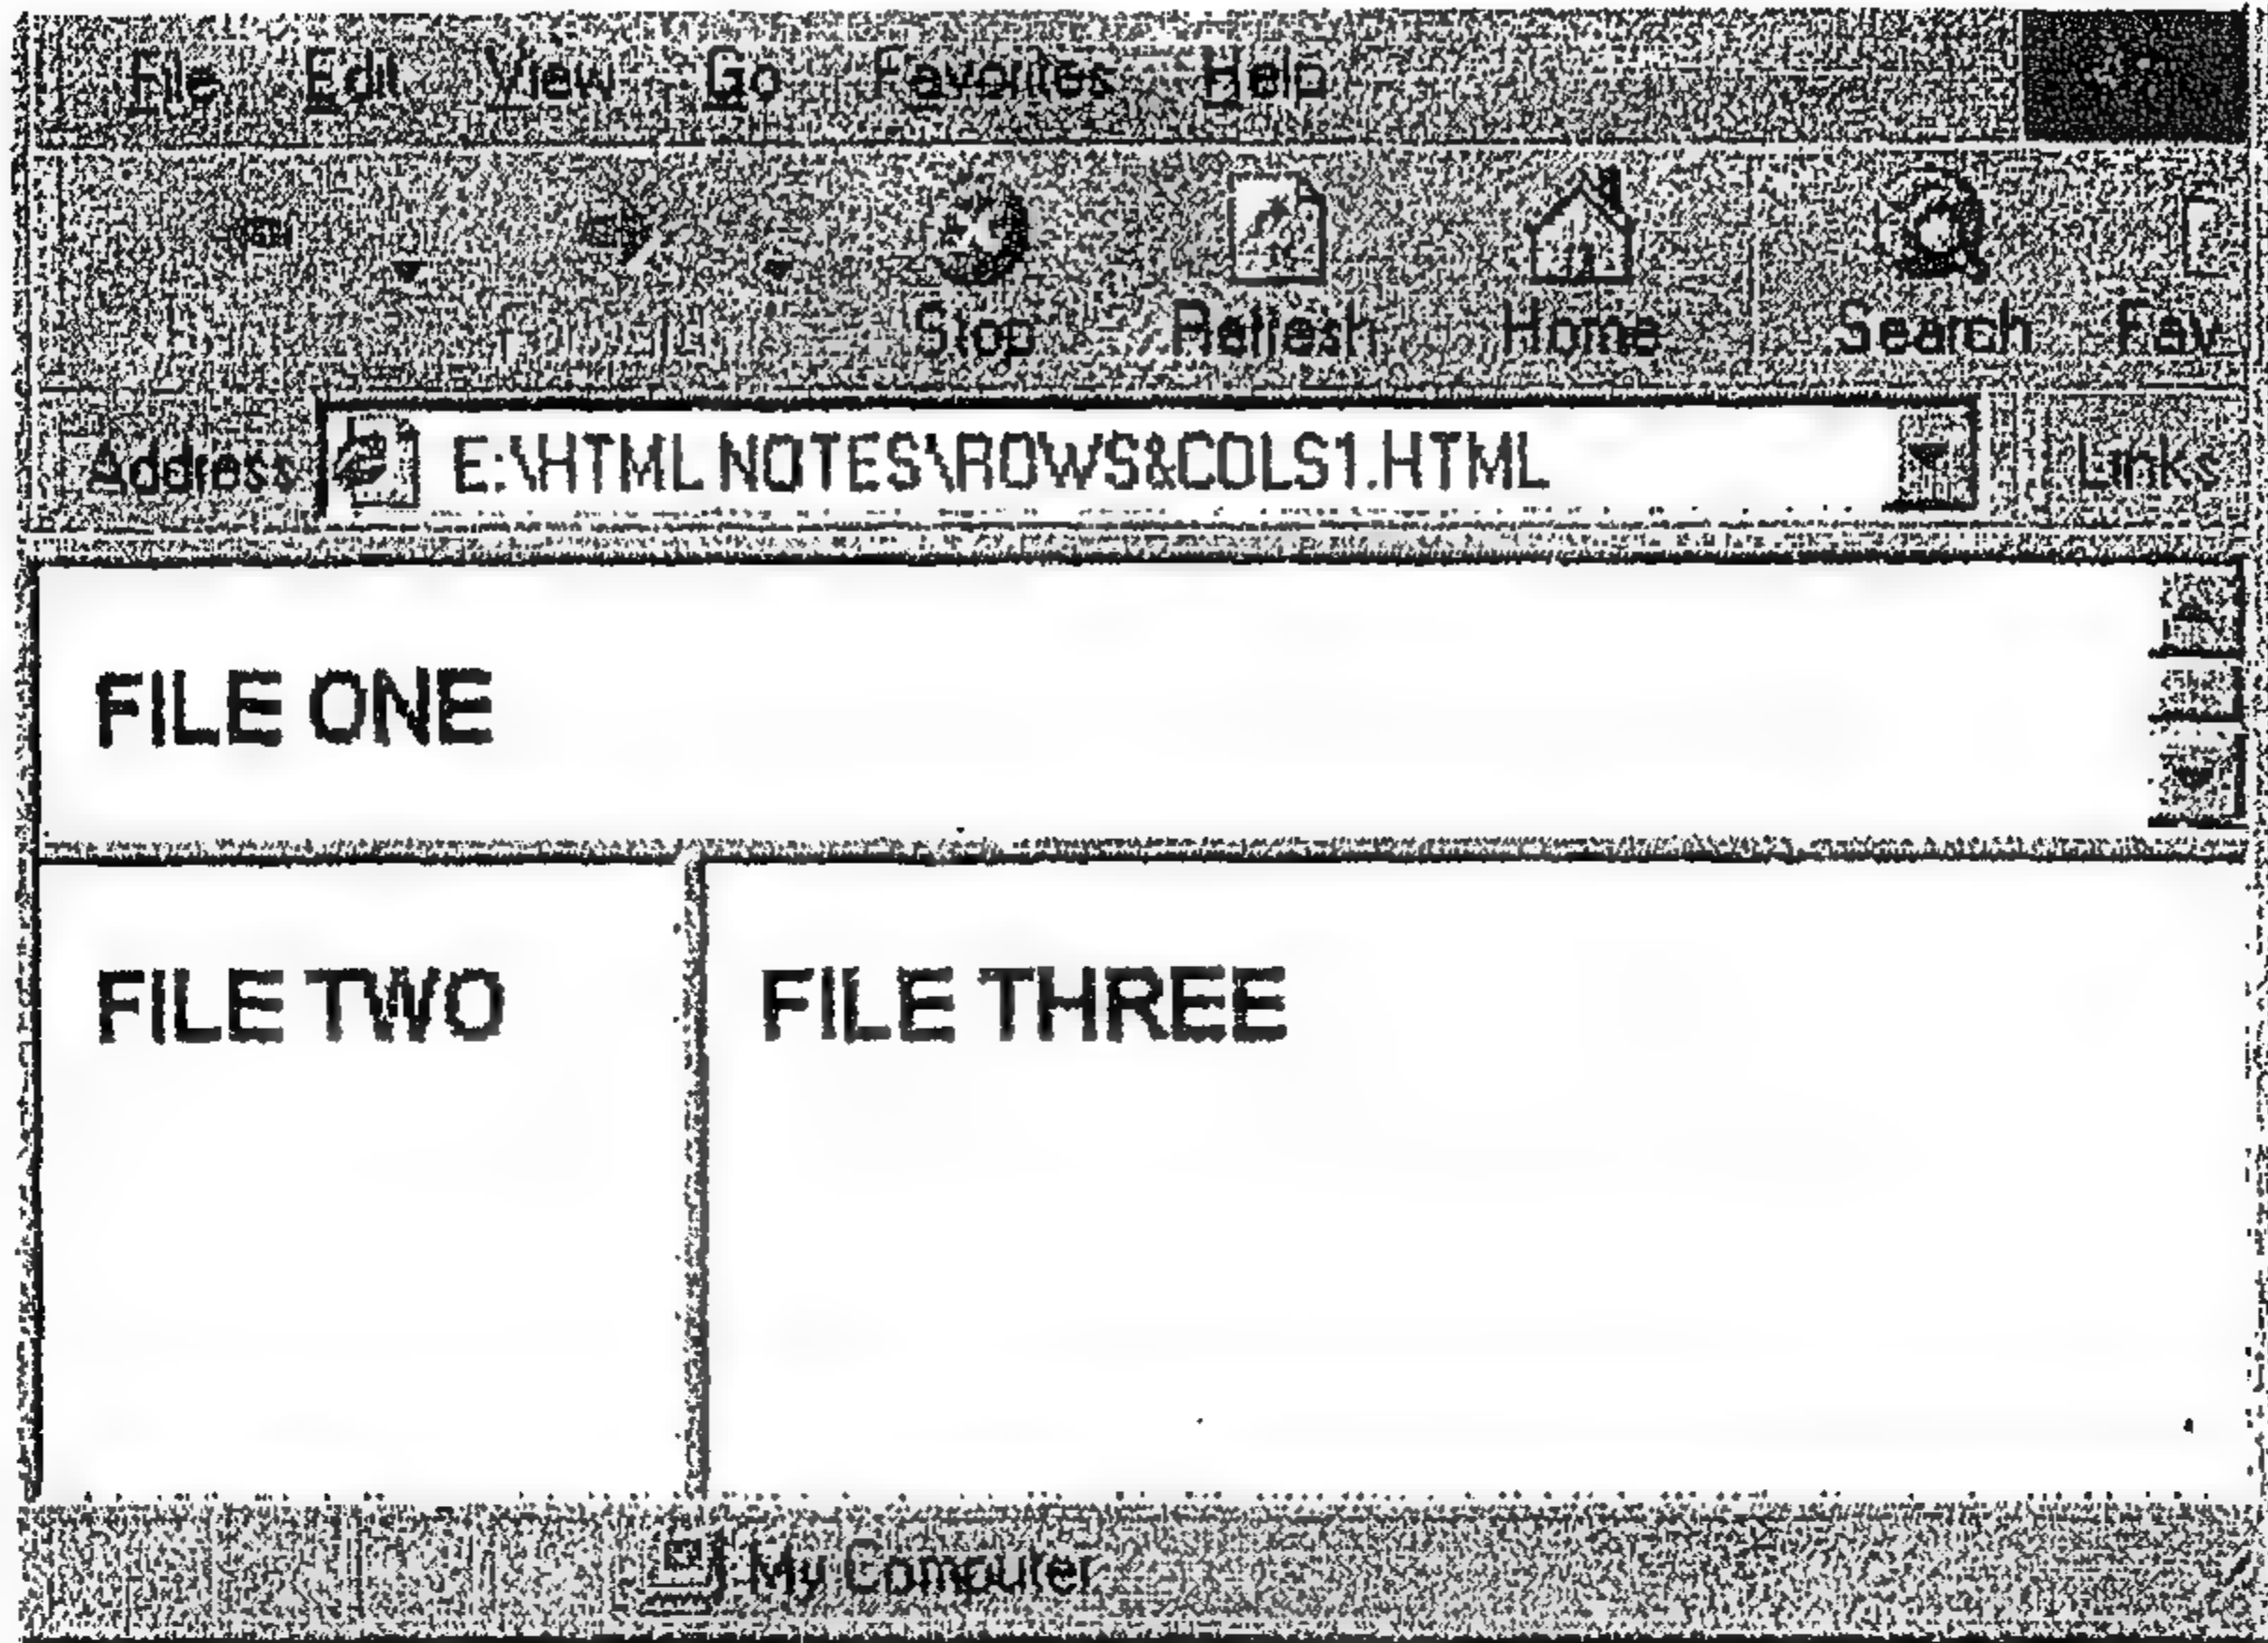 File Edit View Go Favorites Help
Stop Refresh Home Search Fav
Address E:\HTML NOTES\ROWS&COLS1.HTML Links
FILE ONE
FILE TWO FILE THREE
My Computer